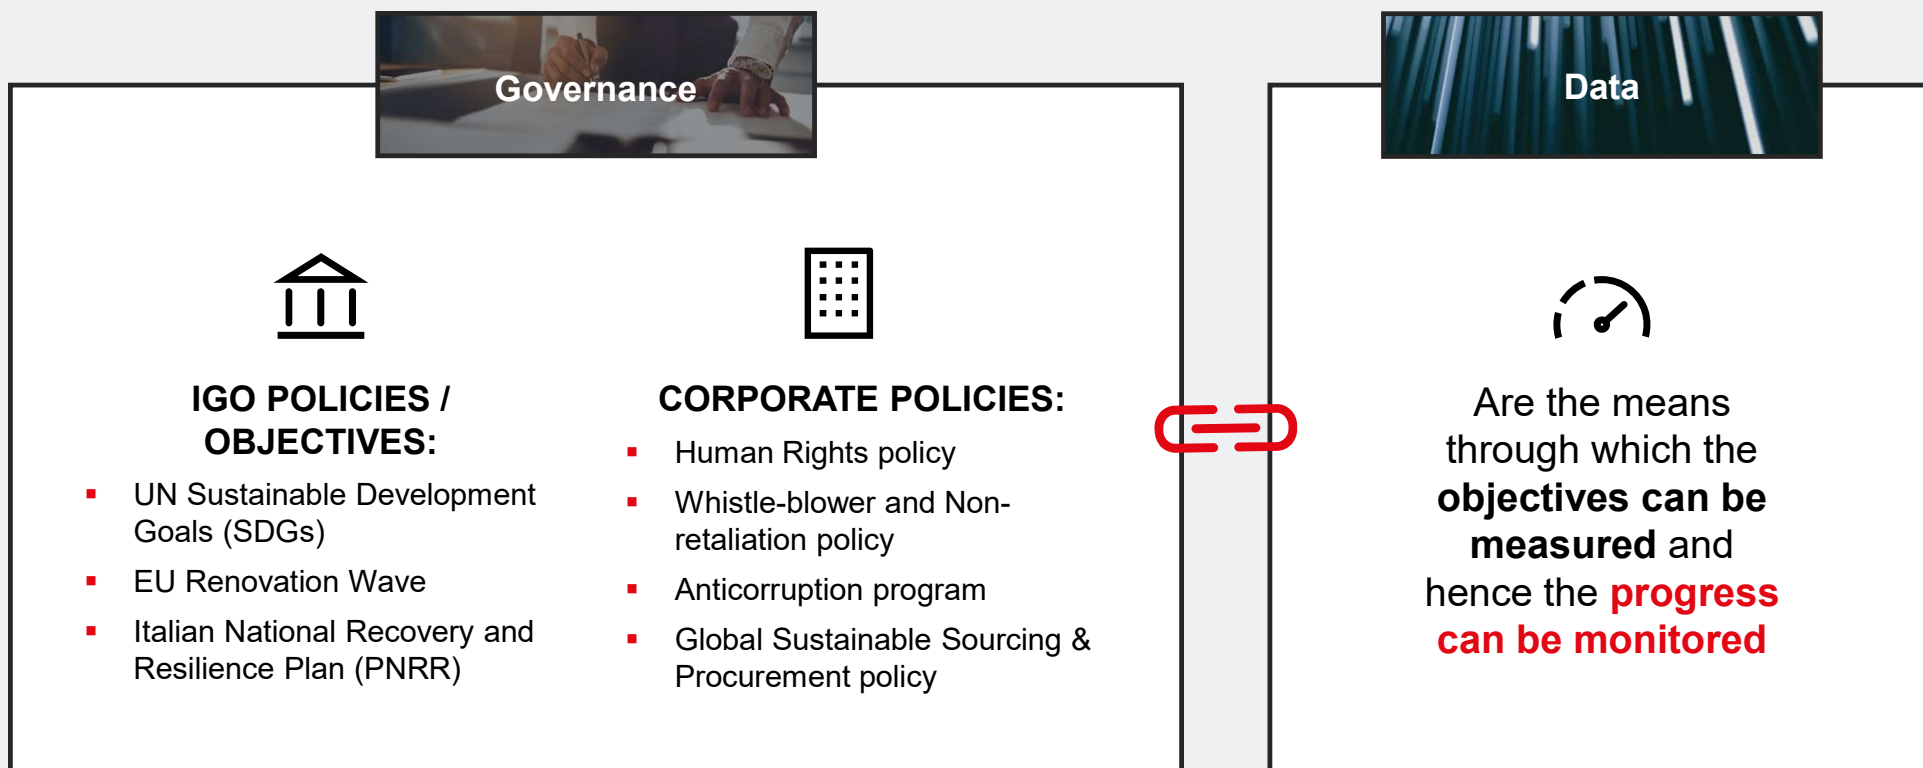 Governance
IGO POLICIES /
OBJECTIVES:
▪ UN Sustainable Development
Goals (SDGs)
▪ EU Renovation Wave
▪ Italian National Recovery and
Resilience Plan (PNRR)
CORPORATE POLICIES:
▪ Human Rights policy
▪ Whistle-blower and Non-
retaliation policy
▪ Anticorruption program
▪ Global Sustainable Sourcing &
Procurement policy
Data
Are the means
through which the
objectives can be
measured and
hence the progress
can be monitored